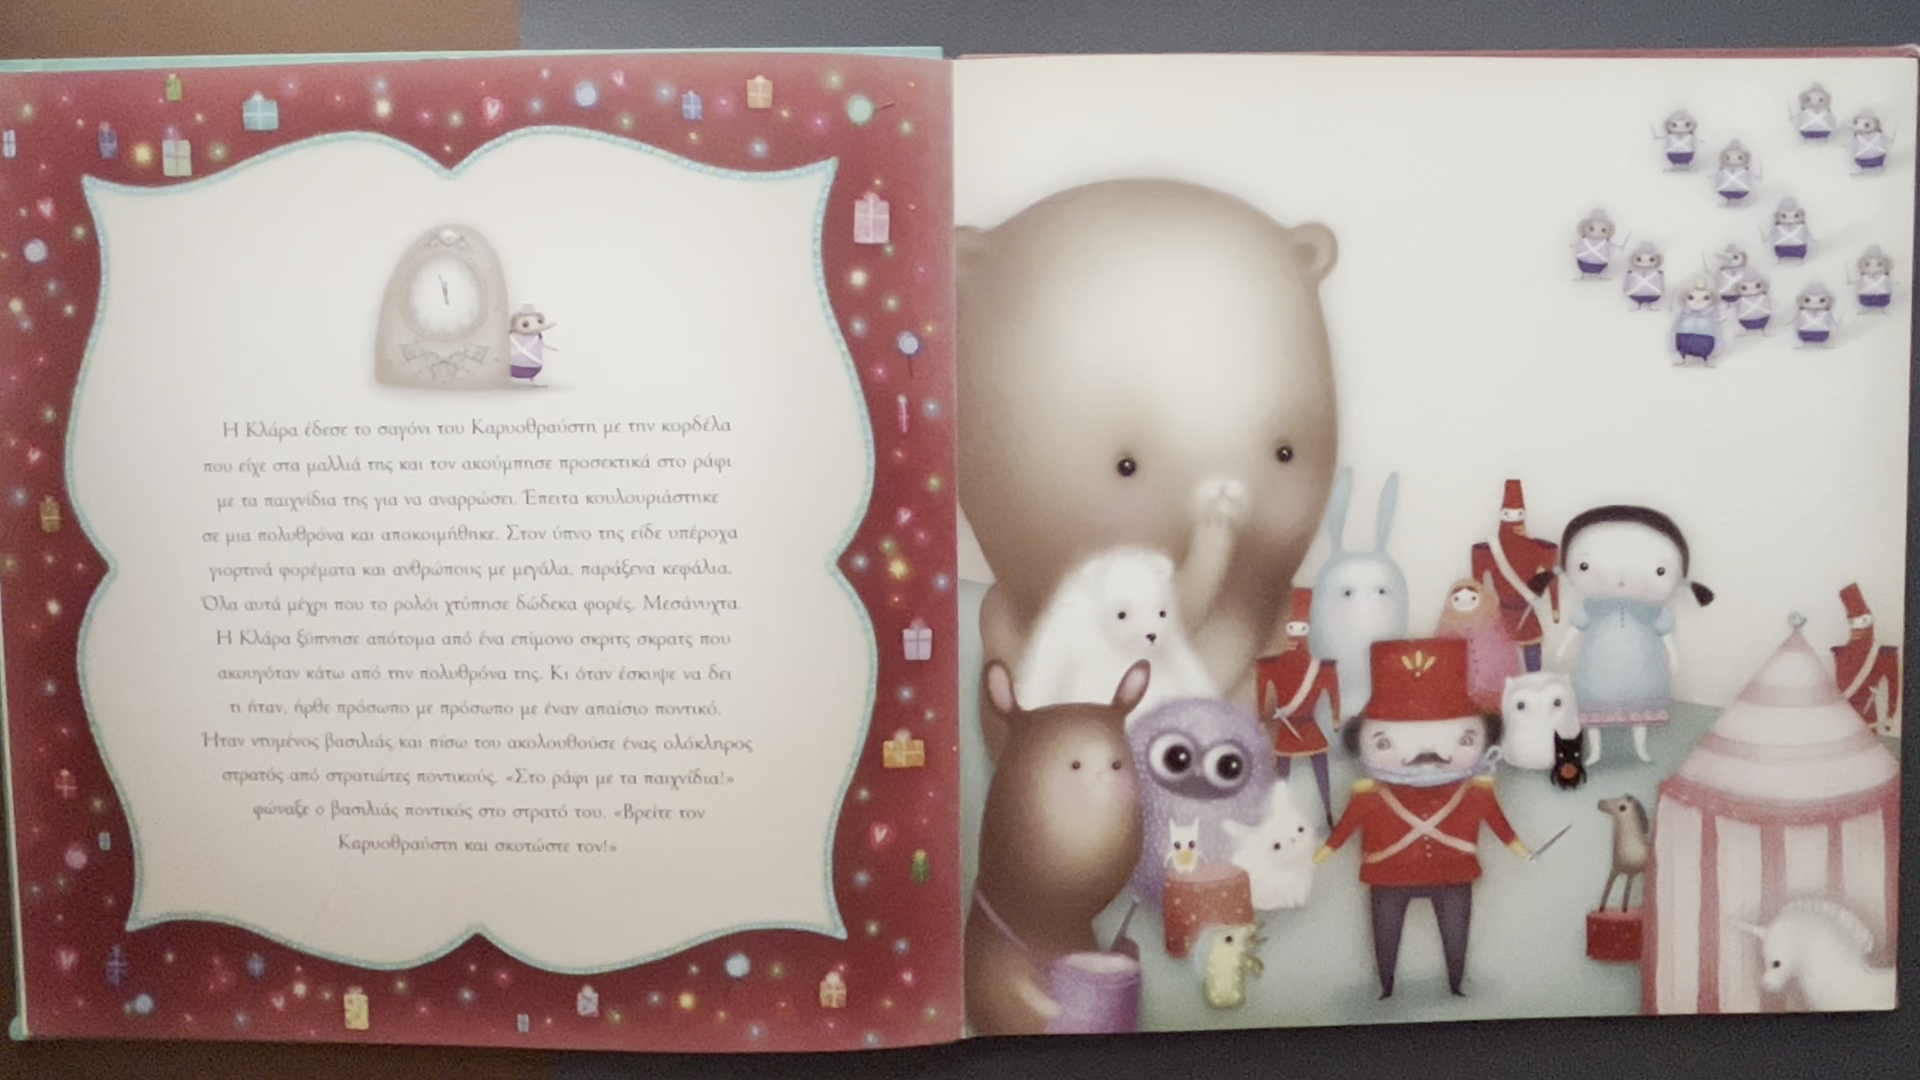 Η Κλάρα έδεσε το σαγόνι του Καρυοθραύστη με την κορδέλα
που είχε στα μαλλιά της και τον ακούμπησε προσεκτικά στο ράφι
με τα παιχνίδια της για να αναρρώσει. Έπειτα κουλουριάστηκε
σε μια πολυθρόνα και αποκοιμήθηκε. Στον ύπνο της είδε υπέροχα
γιορτινά φορέματα και ανθρώπους με μεγάλα, παράξενα κεφάλια.
Όλα αυτά μέχρι που το ρολόι χτύπησε δώδεκα φορές. Μεσάνυχτα.
Η Κλάρα ξύπνησε απότομα από ένα επίμονο σκριτς σκρατς που
ακουγόταν κάτω από την πολυθρόνα της. Κι όταν έσκυψε να δει
τι ήταν, ήρθε πρόσωπο με πρόσωπο με έναν απαίσιο ποντικό.
Ήταν ντυμένος βασιλιάς και πίσω του ακολουθούσε ένας ολόκληρος
στρατός από στρατιώτες ποντικούς. «Στο ράφι με τα παιχνίδια!»
φώναξε ο βασιλιάς ποντικός στο στρατό του. «Βρείτε τον
Καρυοθραύστη και σκοτώστε τον!»